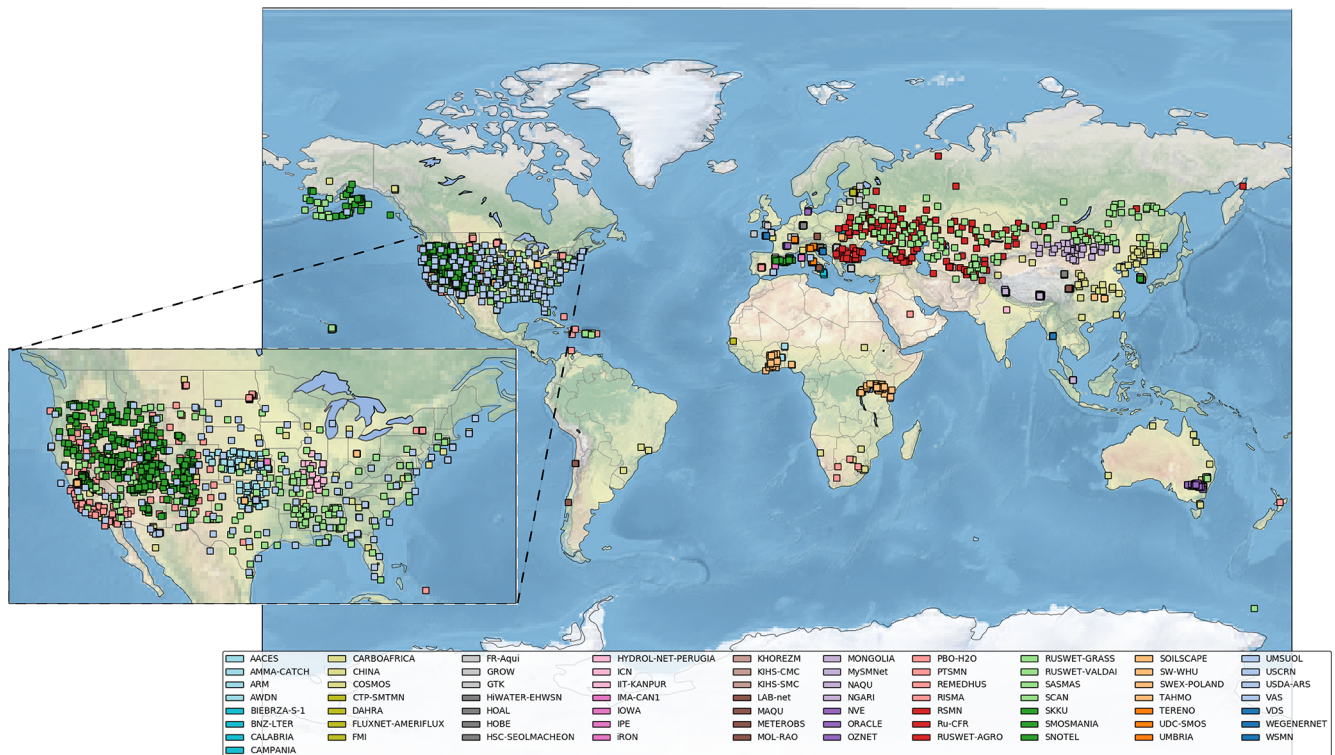 AACES
AMMA-CATCH
ARM
AWDN
BIEBRZA-S-1
BNZ-LTER
CALABRIA
CAMPANIA
CARBOAFRICA
CHINA
COSMOS
CTP-SMTMN
DAHRA
FLUXNET-AMERIFLUX
FMI
FR-Aqui
GROW
GTK
HiWATER-EHWSN
HOAL
HOBE
HSC-SEOLMACHEON
HYDROL-NET-PERUGIA
ICN
IIT-KANPUR
IMA-CAN1
IOWA
IPE
iRON
KHOREZM
KIHS-CMC
KIHS-SMC
LAB-net
MAQU
METEROBS
MOL-RAO
MONGOLIA
MySMNet
NAQU
NGARI
NVE
ORACLE
OZNET
PBO-H2O
PTSMN
REMEDHUS
RISMA
RSMN
Ru-CFR
RUSWET-AGRO
RUSWET-GRASS
RUSWET-VALDAI
SASMAS
SCAN
SKKU
SMOSMANIA
SNOTEL
SOILSCAPE
SW-WHU
SWEX-POLAND
TAHMO
TERENO
UDC-SMOS
UMBRIA
UMSUOL
USCRN
USDA-ARS
VAS
VDS
WEGENERNET
WSMN